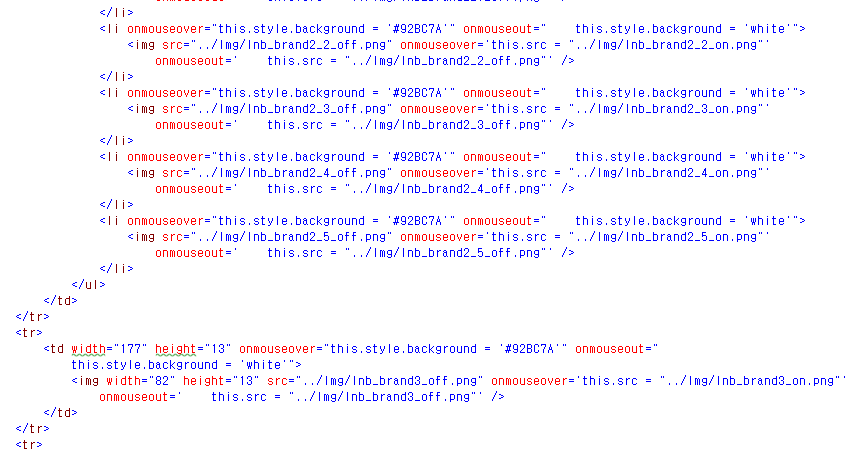 </li>
<li onmouseover="this.style.background = '#92BC7A'" onmouseout="    this.style.background = 'white'">
<img src="../Img/lnb_brand2_2_off.png" onmouseover='this.src = "../Img/lnb_brand2_2_on.png"'
onmouseout='    this.src = "../Img/lnb_brand2_2_off.png"' />
</li>
<li onmouseover="this.style.background = '#92BC7A'" onmouseout="    this.style.background = 'white'">
<img src="../Img/lnb_brand2_3_off.png" onmouseover='this.src = "../Img/lnb_brand2_3_on.png"'
onmouseout='    this.src = "../Img/lnb_brand2_3_off.png"' />
</li>
<li onmouseover="this.style.background = '#92BC7A'" onmouseout="    this.style.background = 'white'">
<img src="../Img/lnb_brand2_4_off.png" onmouseover='this.src = "../Img/lnb_brand2_4_on.png"'
onmouseout='    this.src = "../Img/lnb_brand2_4_off.png"' />
</li>
<li onmouseover="this.style.background = '#92BC7A'" onmouseout="    this.style.background = 'white'">
<img src="../Img/lnb_brand2_5_off.png" onmouseover='this.src = "../Img/lnb_brand2_5_on.png"'
onmouseout='    this.src = "../Img/lnb_brand2_5_off.png"' />
</li>
</ul>
</td>
</tr>
<tr>
<td width="177" height="13" onmouseover="this.style.background = '#92BC7A'" onmouseout="
this.style.background = 'white'">
<img width="82" height="13" src="../Img/lnb_brand3_off.png" onmouseover='this.src = "../Img/lnb_brand3_on.png"'
onmouseout='    this.src = "../Img/lnb_brand3_off.png"' />
</td>
</tr>
<tr>